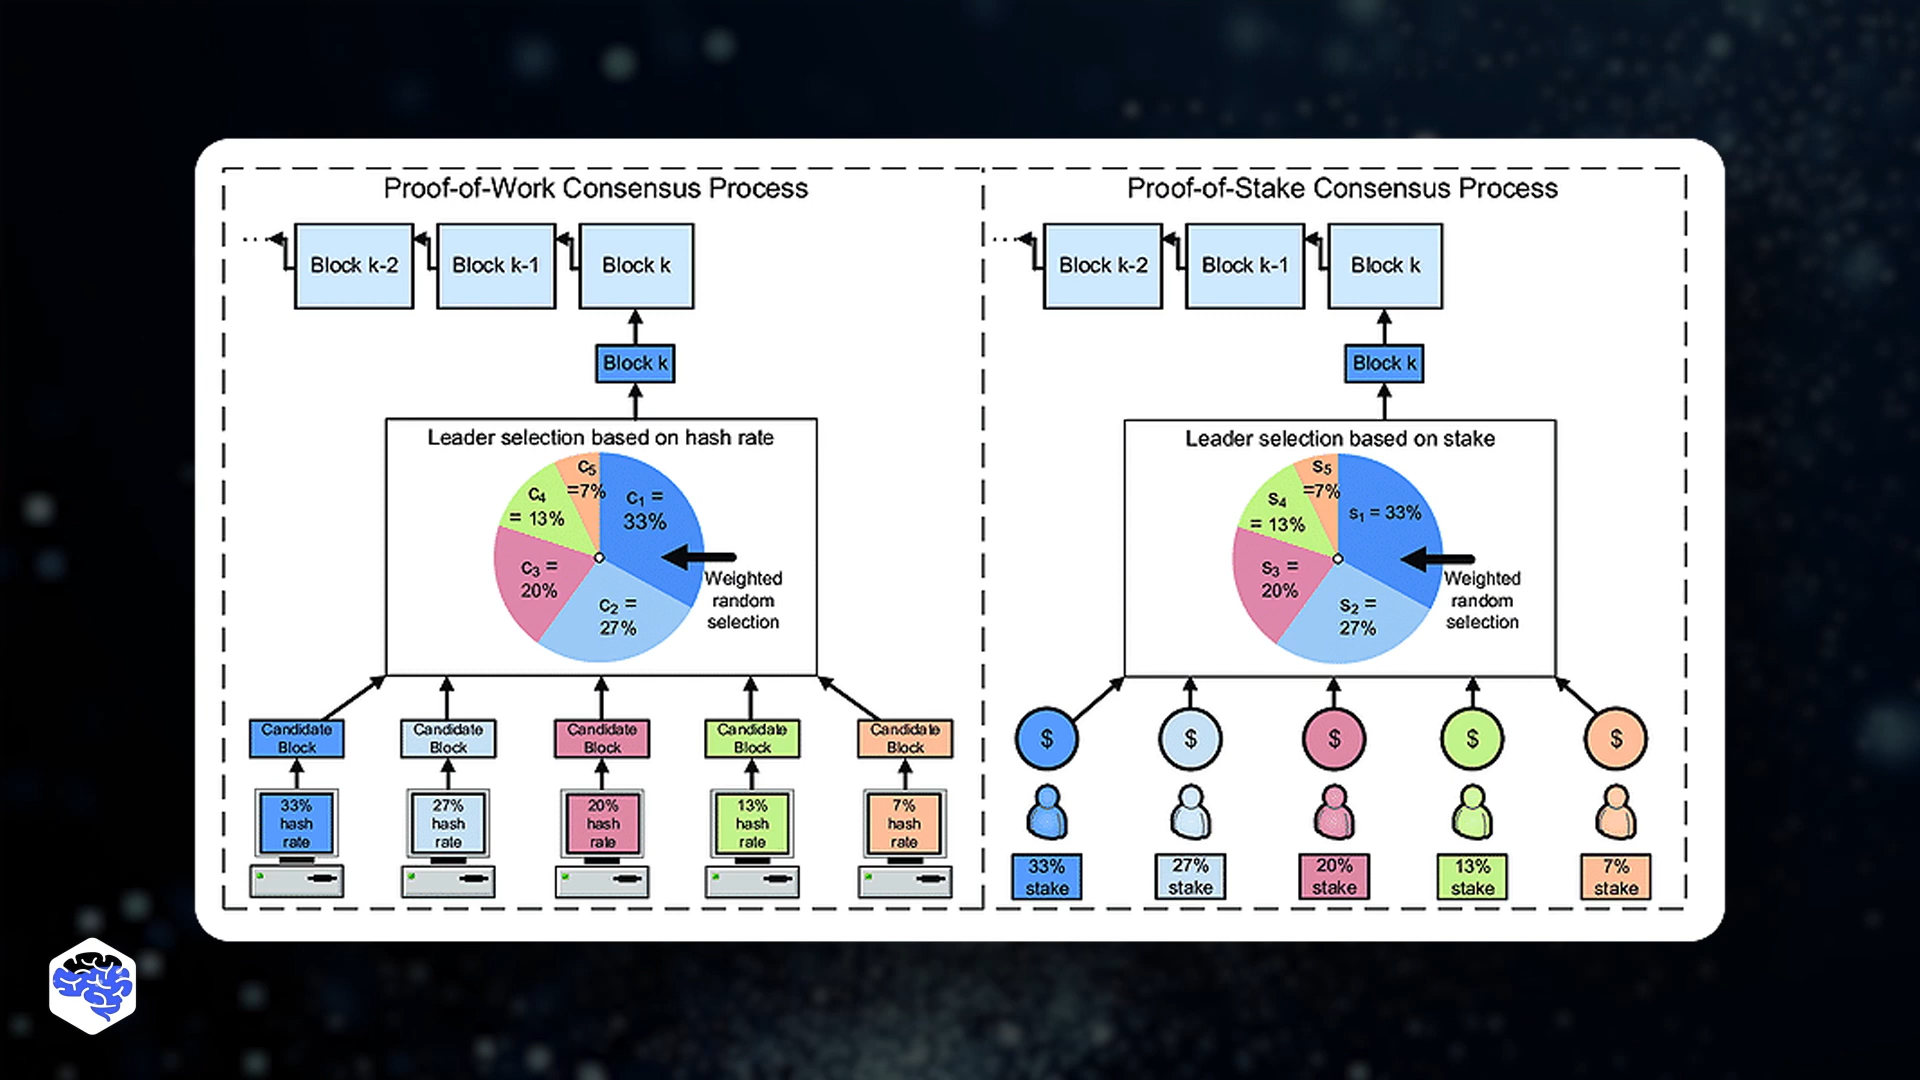 Proof-of-Work Consensus Process
...
Block k-2
Block k-1
Block k
Block k
Leader selection based on hash rate
C₅
=7%
C₁ =
33%
C₄
= 13%
C₃ =
20%
C₂ =
27%
Weighted
random
selection
Candidate
Block
Candidate
Block
Candidate
Block
Candidate
Block
Candidate
Block
33%
hash
rate
27%
hash
rate
20%
hash
rate
13%
hash
rate
7%
hash
rate
Proof-of-Stake Consensus Process
...
Block k-2
Block k-1
Block k
Block k
Leader selection based on stake
S₅
=7%
s₁ = 33%
S₄
= 13%
S₃ =
20%
S₂ =
27%
Weighted
random
selection
$
$
$
$
$
33%
stake
27%
stake
20%
stake
13%
stake
7%
stake